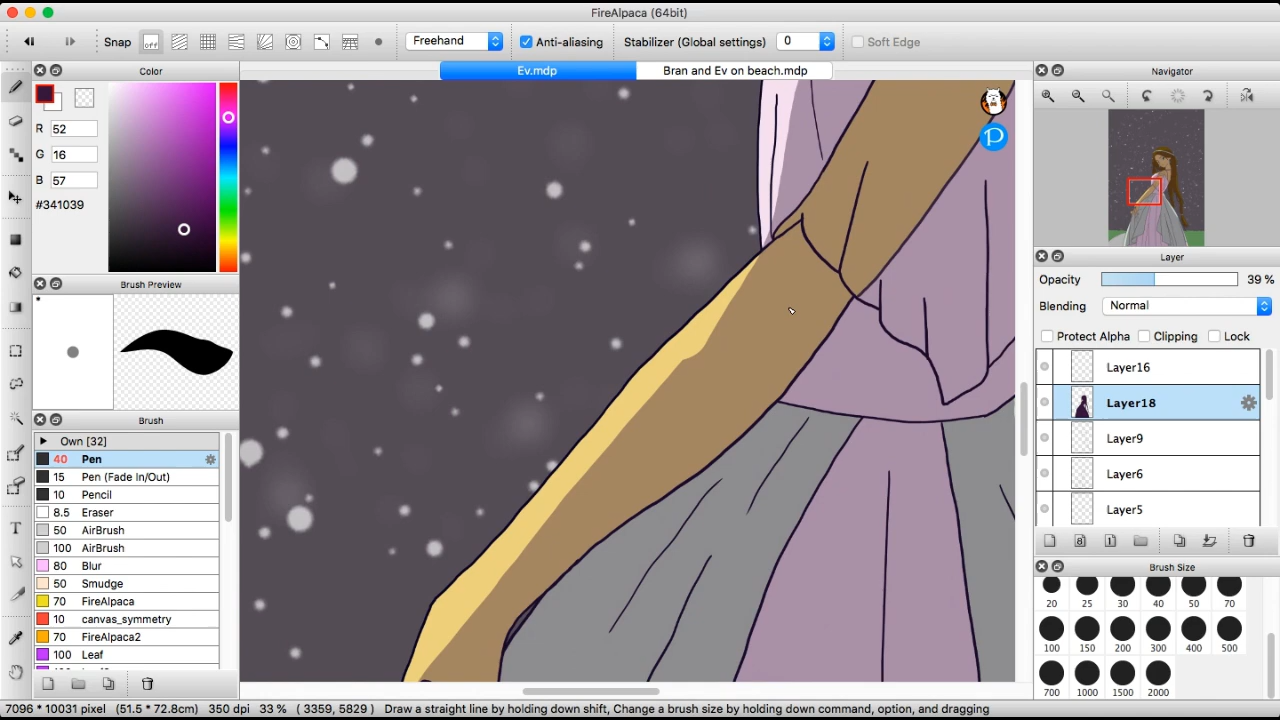 FireAlpaca (64bit)
Snap off Freehand Anti-aliasing Stabilizer (Global settings) 0 Soft Edge
Color
R 52
G 16
B 57
#341039
Brush Preview
Brush
Own [32]
40 Pen
15 Pen (Fade In/Out)
10 Pencil
8.5 Eraser
50 AirBrush
100 AirBrush
80 Blur
50 Smudge
70 FireAlpaca
10 canvas_symmetry
70 FireAlpaca2
100 Leaf
Ev.mdp Bran and Ev on beach.mdp
P
Navigator
Layer
Opacity 39 %
Blending Normal
Protect Alpha Clipping Lock
Layer16
Layer18
Layer9
Layer6
Layer5
Brush Size
20 25 30 40 50 70
100 150 200 300 400 500
700 1000 1500 2000
7096 * 10031 pixel (51.5 * 72.8cm) 350 dpi 33 % ( 3359, 5829 ) Draw a straight line by holding down shift, Change a brush size by holding down command, option, and dragging